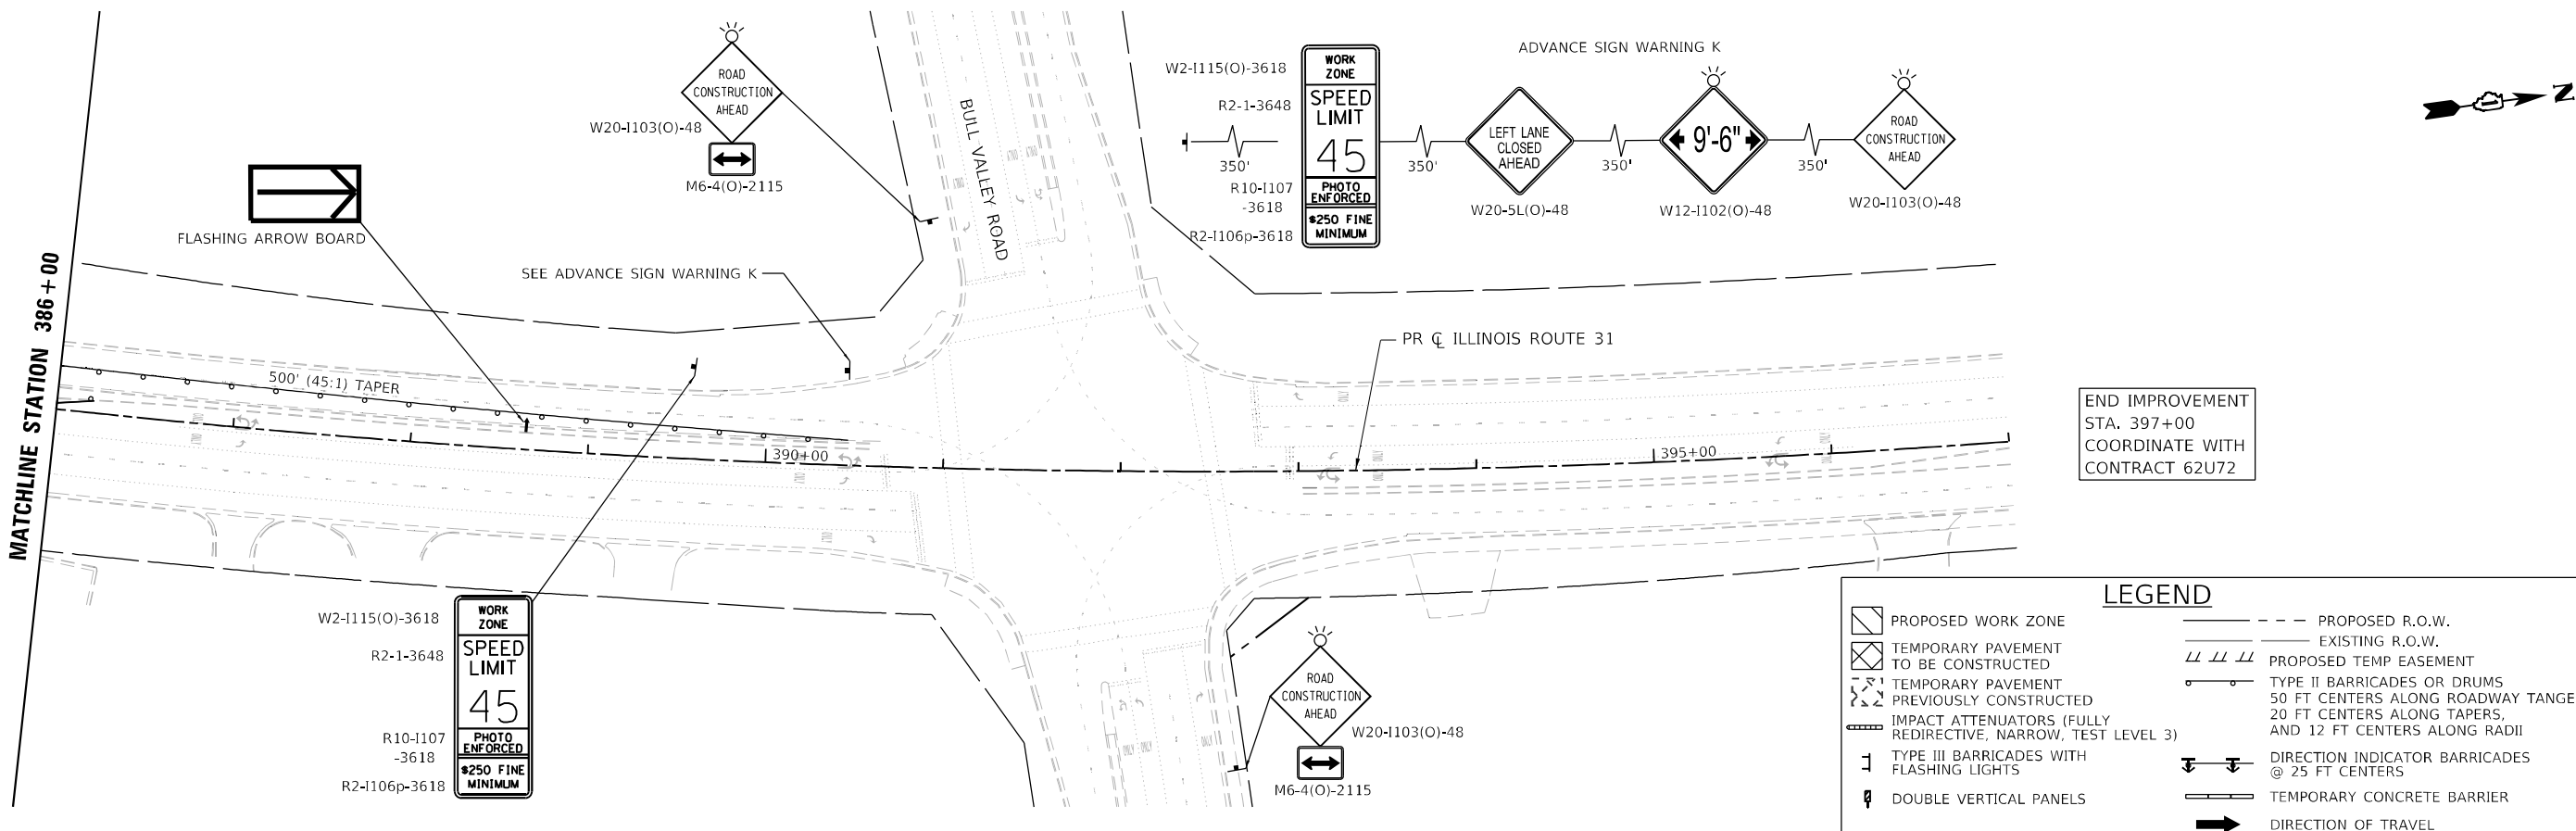 ROAD
CONSTRUCTION
AHEAD
W20-I103(O)-48
M6-4(O)-2115
BULL VALLEY ROAD
ADVANCE SIGN WARNING K
W2-I115(O)-3618
R2-1-3648
350'
R10-I107
-3618
R2-I106p-3618
WORK
ZONE
SPEED
LIMIT
45
PHOTO
ENFORCED
$250 FINE
MINIMUM
350'
LEFT LANE
CLOSED
AHEAD
W20-5L(O)-48
350'
9'-6"
W12-I102(O)-48
350'
ROAD
CONSTRUCTION
AHEAD
W20-I103(O)-48
N
FLASHING ARROW BOARD
SEE ADVANCE SIGN WARNING K
MATCHLINE STATION 386+00
500' (45:1) TAPER
PR ℄ ILLINOIS ROUTE 31
390+00
395+00
ONLY
ONLY
ONLY
ONLY
END IMPROVEMENT
STA. 397+00
COORDINATE WITH
CONTRACT 62U72
W2-I115(O)-3618
R2-1-3648
R10-I107
-3618
R2-I106p-3618
WORK
ZONE
SPEED
LIMIT
45
PHOTO
ENFORCED
$250 FINE
MINIMUM
ROAD
CONSTRUCTION
AHEAD
W20-I103(O)-48
M6-4(O)-2115
LEGEND
PROPOSED WORK ZONE
TEMPORARY PAVEMENT
TO BE CONSTRUCTED
TEMPORARY PAVEMENT
PREVIOUSLY CONSTRUCTED
IMPACT ATTENUATORS (FULLY
REDIRECTIVE, NARROW, TEST LEVEL 3)
TYPE III BARRICADES WITH
FLASHING LIGHTS
DOUBLE VERTICAL PANELS
PROPOSED R.O.W.
EXISTING R.O.W.
PROPOSED TEMP EASEMENT
TYPE II BARRICADES OR DRUMS
50 FT CENTERS ALONG ROADWAY TANGE
20 FT CENTERS ALONG TAPERS,
AND 12 FT CENTERS ALONG RADII
DIRECTION INDICATOR BARRICADES
@ 25 FT CENTERS
TEMPORARY CONCRETE BARRIER
DIRECTION OF TRAVEL